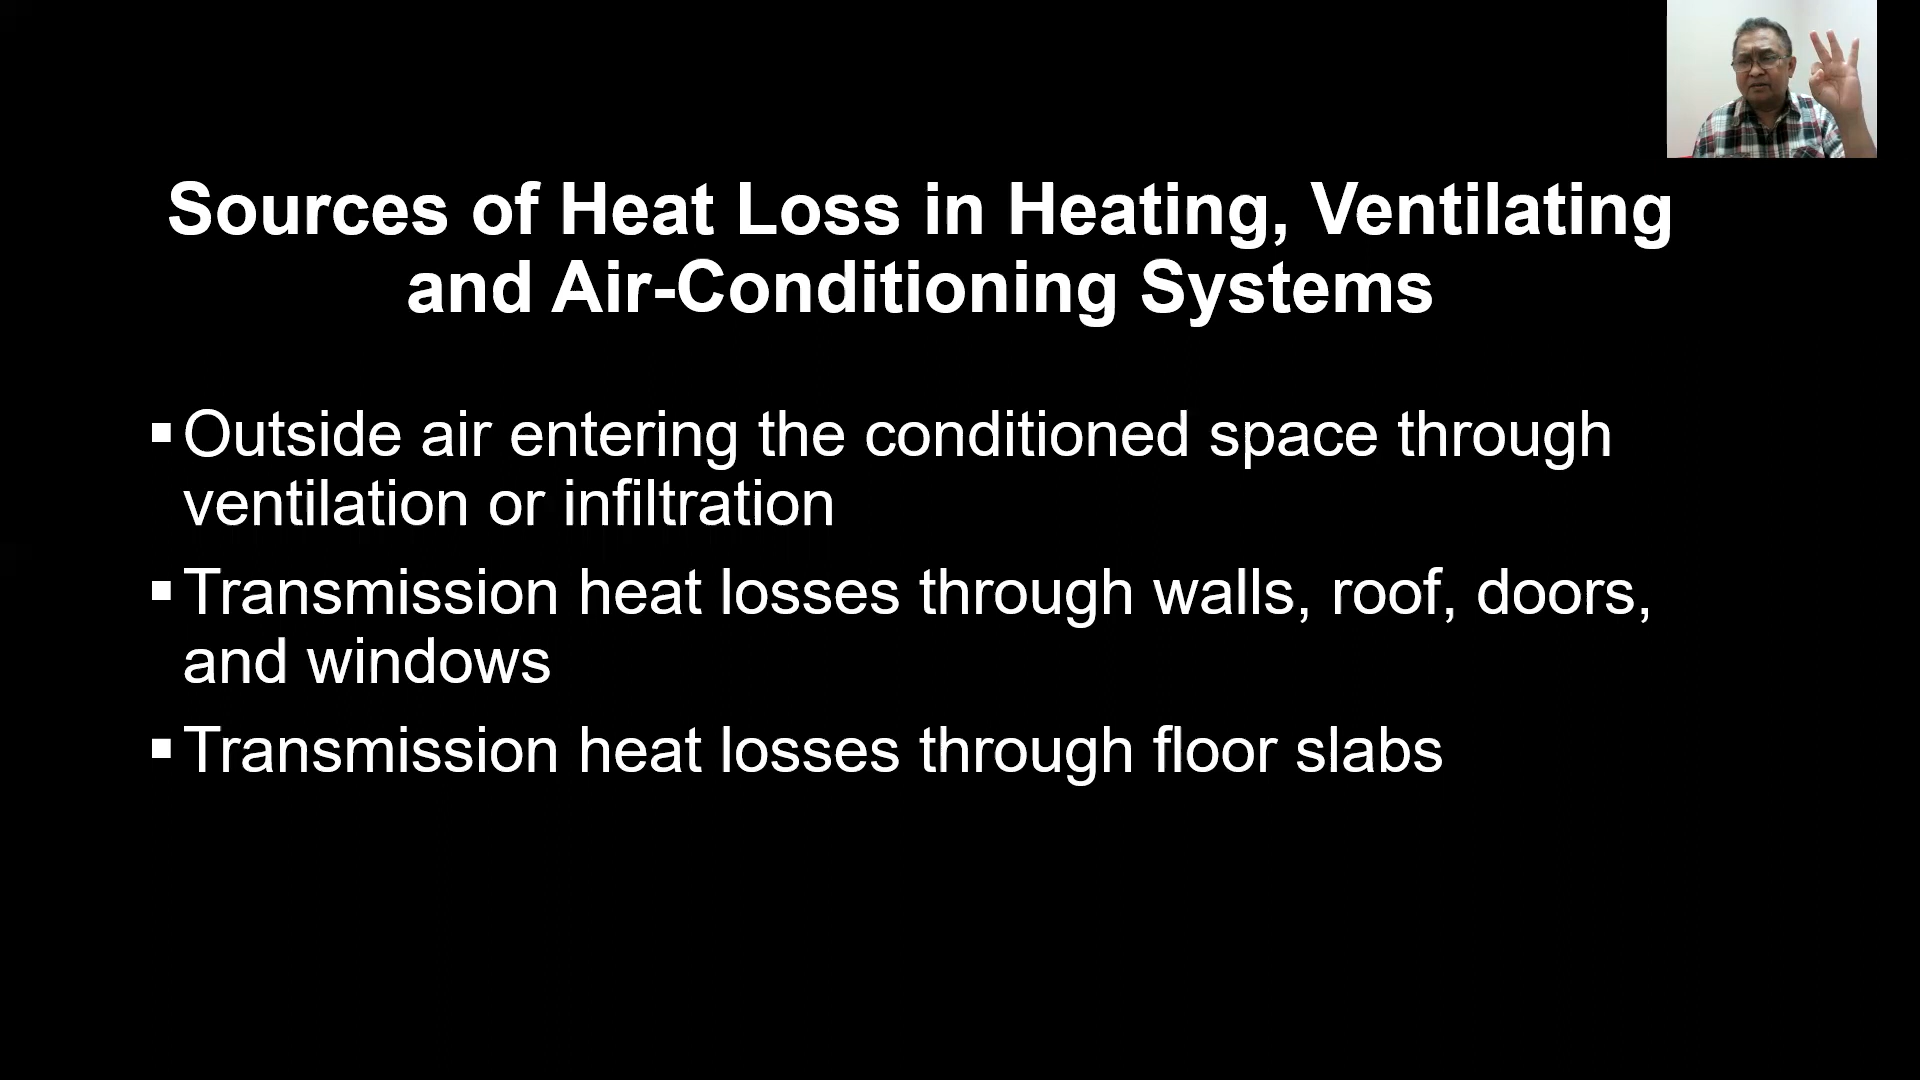 Sources of Heat Loss in Heating, Ventilating
and Air-Conditioning Systems
▪ Outside air entering the conditioned space through
ventilation or infiltration
▪ Transmission heat losses through walls, roof, doors,
and windows
▪ Transmission heat losses through floor slabs